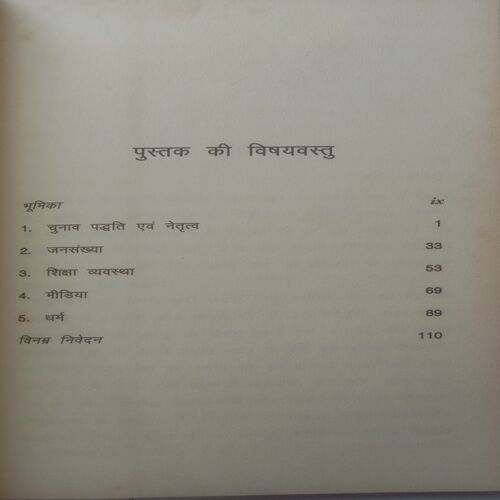 पुस्तक की विषयवस्तु
भूमिका ix
1. चुनाव पद्धति एवं नेतृत्व 1
2. जनसंख्या 33
3. शिक्षा व्यवस्था 53
4. मीडिया 69
5. धर्म 89
विनम्र निवेदन 110